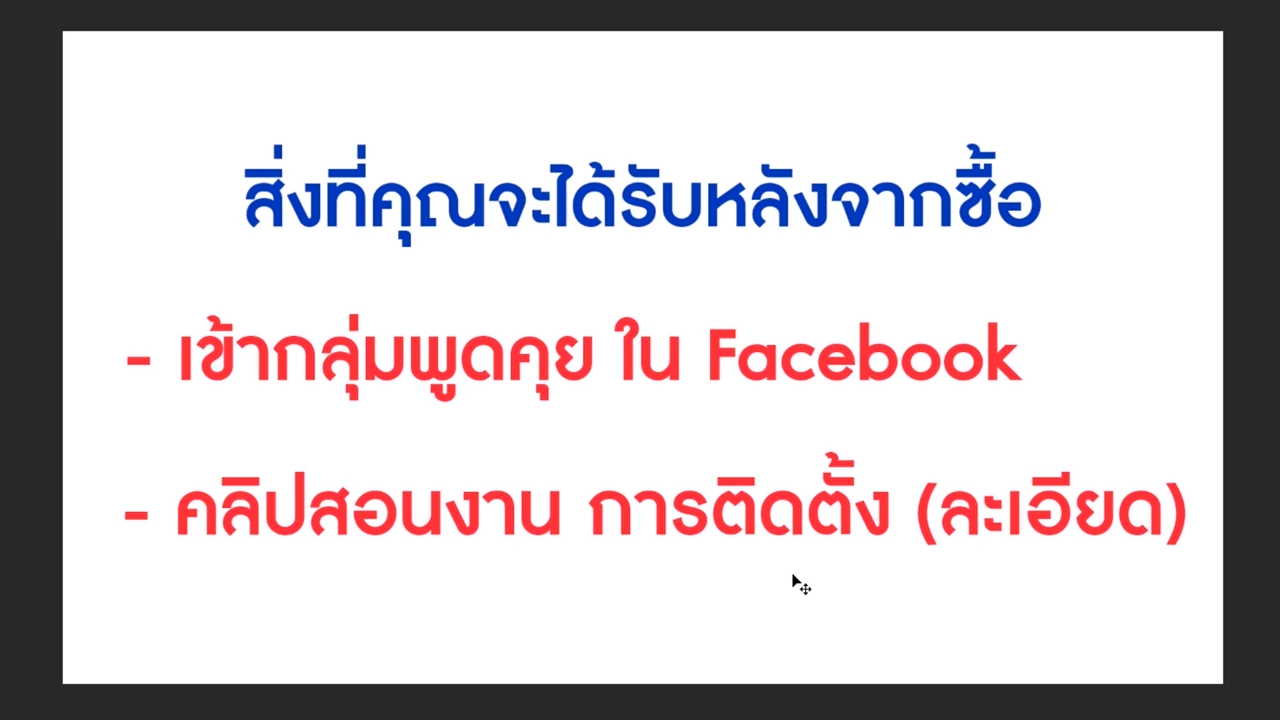 สิ่งที่คุณจะได้รับหลังจากซื้อ
- เข้ากลุ่มพูดคุย ใน Facebook
- คลิปสอนงาน การติดตั้ง (ละเอียด)